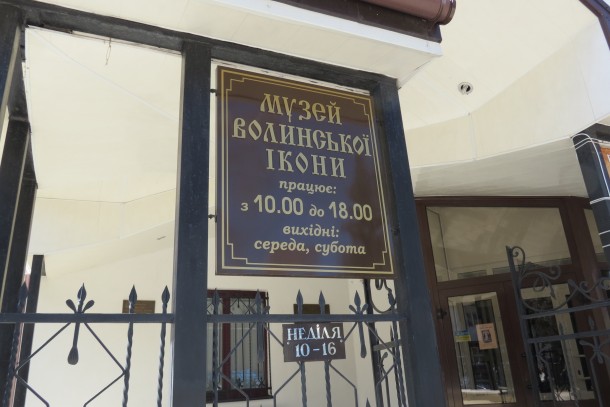 МУЗЕЙ
ВОЛИНСЬКОЇ
ІКОНИ
працює:
з 10.00 до 18.00
вихідні:
середа, субота
НЕДІЛЯ
10-16